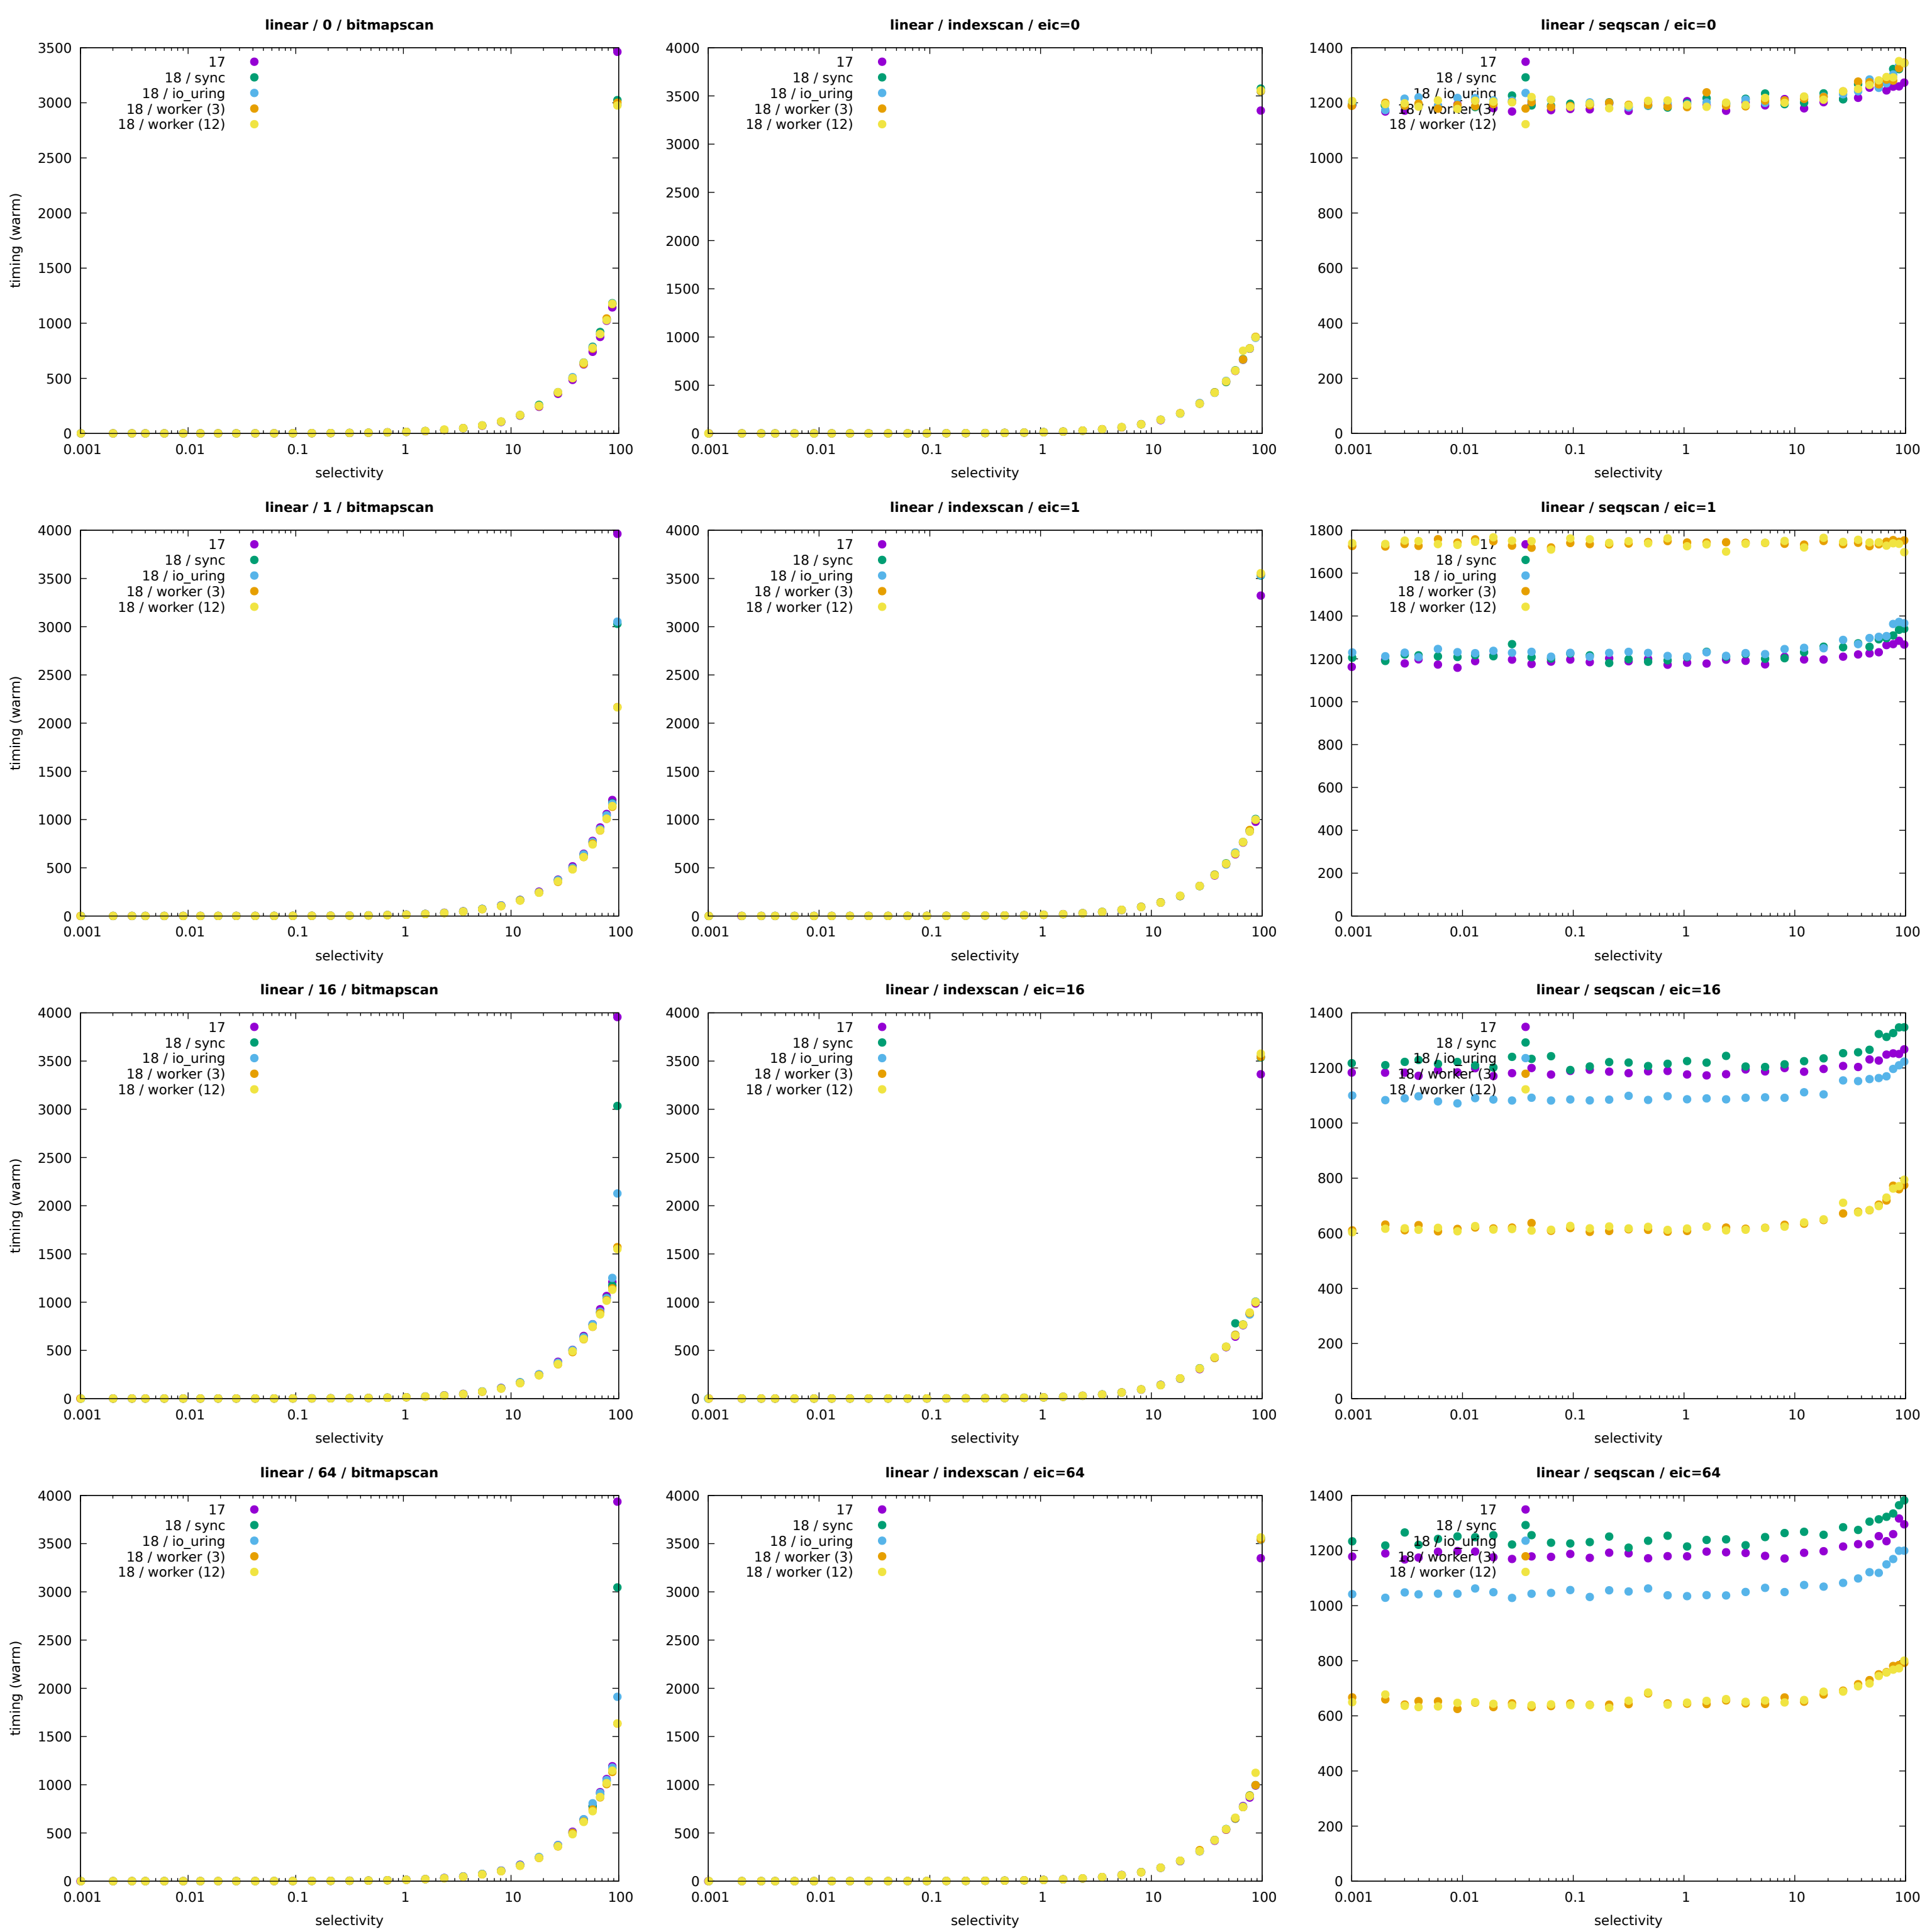 linear / 0 / bitmapscan
timing (warm)
3500
3000
2500
2000
1500
1000
500
0
17
18 / sync
18 / io_uring
18 / worker (3)
18 / worker (12)
0.001 0.01 0.1 1 10 100
selectivity
linear / indexscan / eic=0
4000
3500
3000
2500
2000
1500
1000
500
0
17
18 / sync
18 / io_uring
18 / worker (3)
18 / worker (12)
0.001 0.01 0.1 1 10 100
selectivity
linear / seqscan / eic=0
1400
1200
1000
800
600
400
200
0
17
18 / sync
18 / io_uring
18 / worker (3)
18 / worker (12)
0.001 0.01 0.1 1 10 100
selectivity
linear / 1 / bitmapscan
timing (warm)
4000
3500
3000
2500
2000
1500
1000
500
0
17
18 / sync
18 / io_uring
18 / worker (3)
18 / worker (12)
0.001 0.01 0.1 1 10 100
selectivity
linear / indexscan / eic=1
4000
3500
3000
2500
2000
1500
1000
500
0
17
18 / sync
18 / io_uring
18 / worker (3)
18 / worker (12)
0.001 0.01 0.1 1 10 100
selectivity
linear / seqscan / eic=1
1800
1600
1400
1200
1000
800
600
400
200
0
17
18 / sync
18 / io_uring
18 / worker (3)
18 / worker (12)
0.001 0.01 0.1 1 10 100
selectivity
linear / 16 / bitmapscan
timing (warm)
4000
3500
3000
2500
2000
1500
1000
500
0
17
18 / sync
18 / io_uring
18 / worker (3)
18 / worker (12)
0.001 0.01 0.1 1 10 100
selectivity
linear / indexscan / eic=16
4000
3500
3000
2500
2000
1500
1000
500
0
17
18 / sync
18 / io_uring
18 / worker (3)
18 / worker (12)
0.001 0.01 0.1 1 10 100
selectivity
linear / seqscan / eic=16
1400
1200
1000
800
600
400
200
0
17
18 / sync
18 / io_uring
18 / worker (3)
18 / worker (12)
0.001 0.01 0.1 1 10 100
selectivity
linear / 64 / bitmapscan
timing (warm)
4000
3500
3000
2500
2000
1500
1000
500
0
17
18 / sync
18 / io_uring
18 / worker (3)
18 / worker (12)
0.001 0.01 0.1 1 10 100
selectivity
linear / indexscan / eic=64
4000
3500
3000
2500
2000
1500
1000
500
0
17
18 / sync
18 / io_uring
18 / worker (3)
18 / worker (12)
0.001 0.01 0.1 1 10 100
selectivity
linear / seqscan / eic=64
1400
1200
1000
800
600
400
200
0
17
18 / sync
18 / io_uring
18 / worker (3)
18 / worker (12)
0.001 0.01 0.1 1 10 100
selectivity